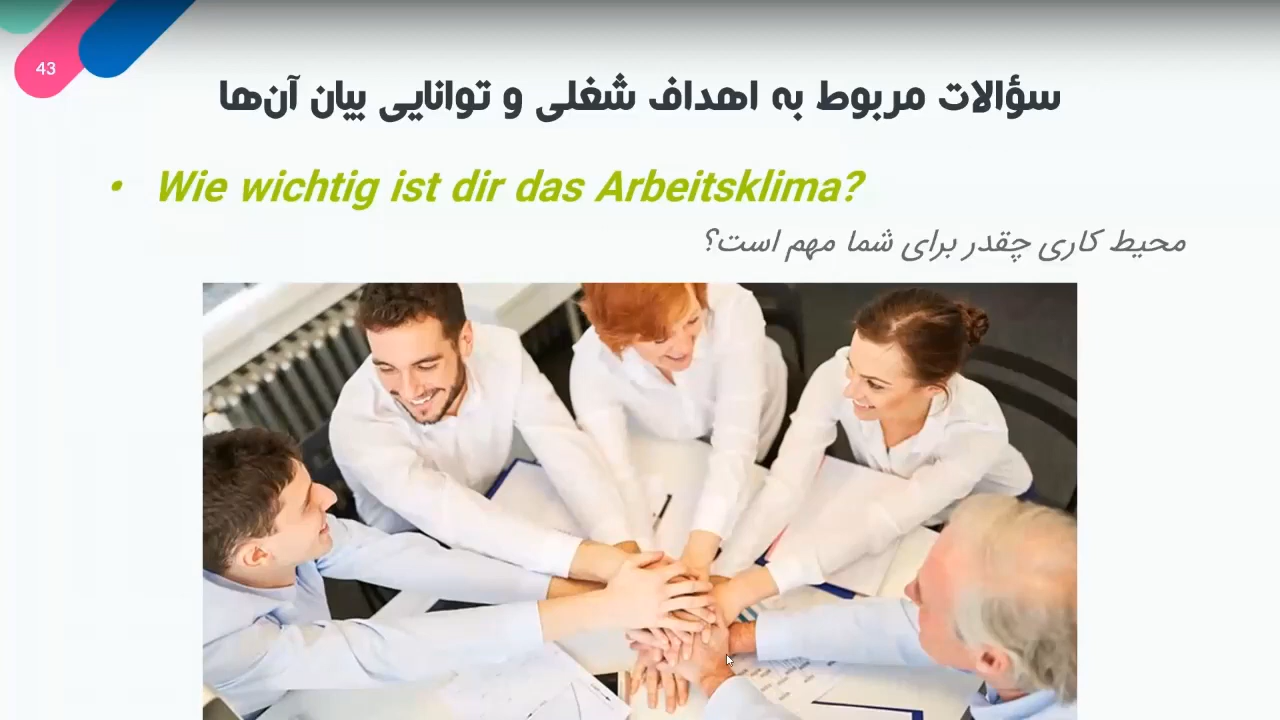 43
سؤالات مربوط به اهداف شغلی و توانایی بیان آن‌ها
• Wie wichtig ist dir das Arbeitsklima?
محیط کاری چقدر برای شما مهم است؟